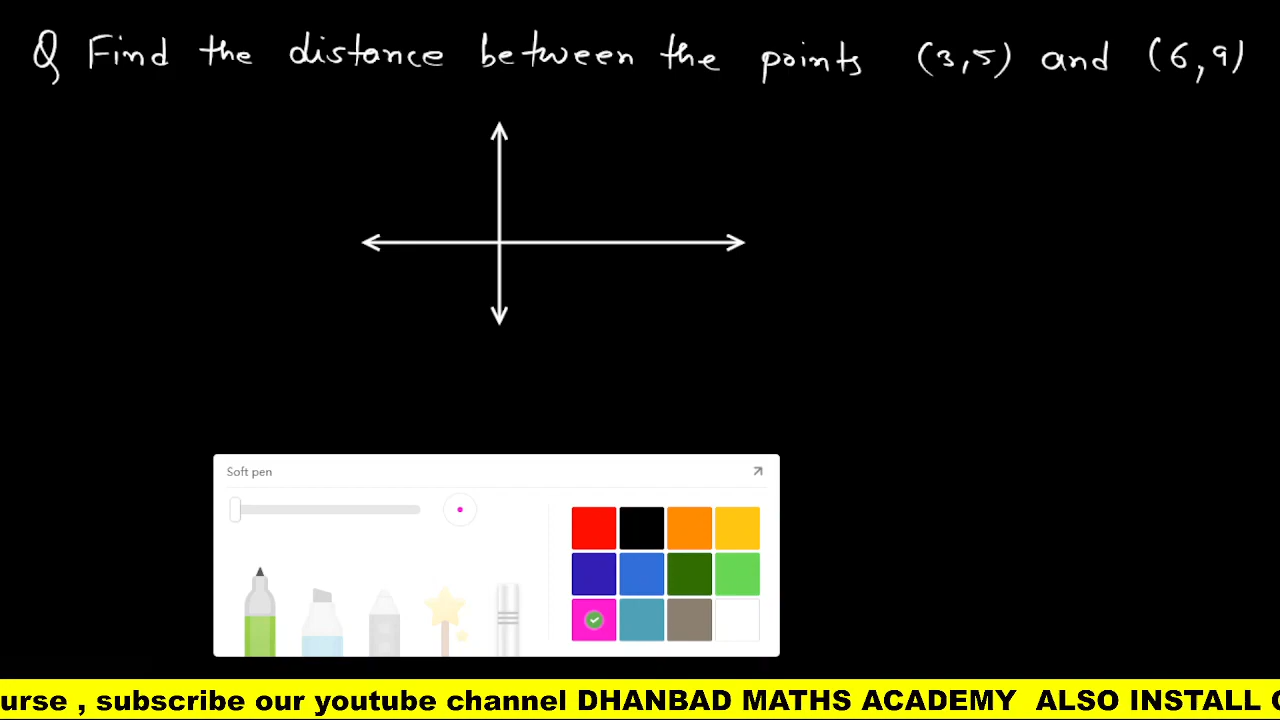 Q Find the distance between the points (3,5) and (6,9)
Soft pen
urse , subscribe our youtube channel DHANBAD MATHS ACADEMY ALSO INSTALL